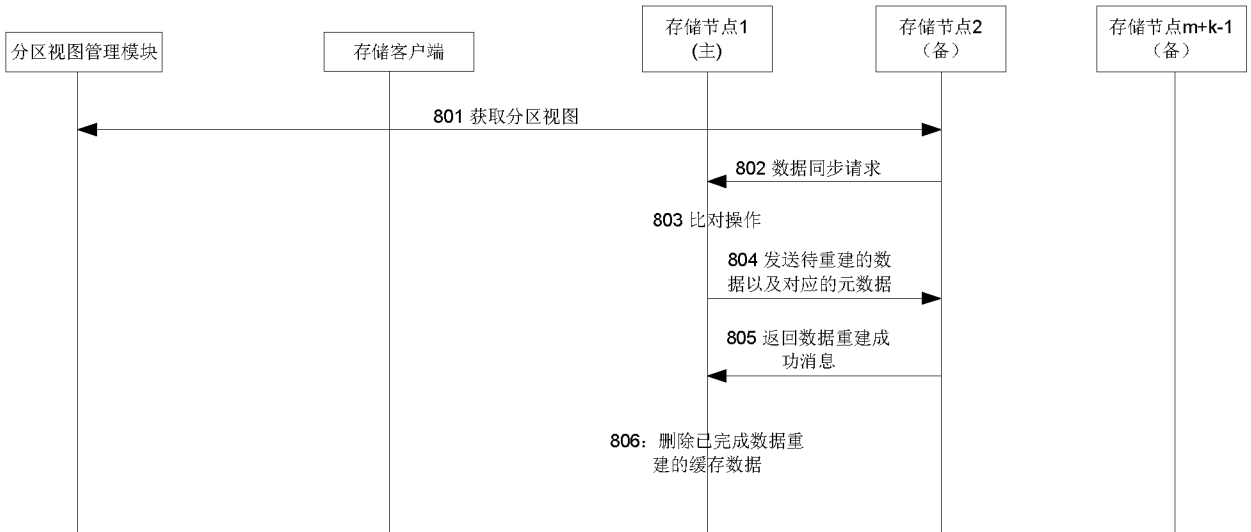 分区视图管理模块
存储客户端
存储节点1
(主)
存储节点2
（备）
存储节点m+k-1
（备）
801 获取分区视图
802 数据同步请求
803 比对操作
804 发送待重建的数
据以及对应的元数据
805 返回数据重建成
功消息
806：删除已完成数据重
建的缓存数据